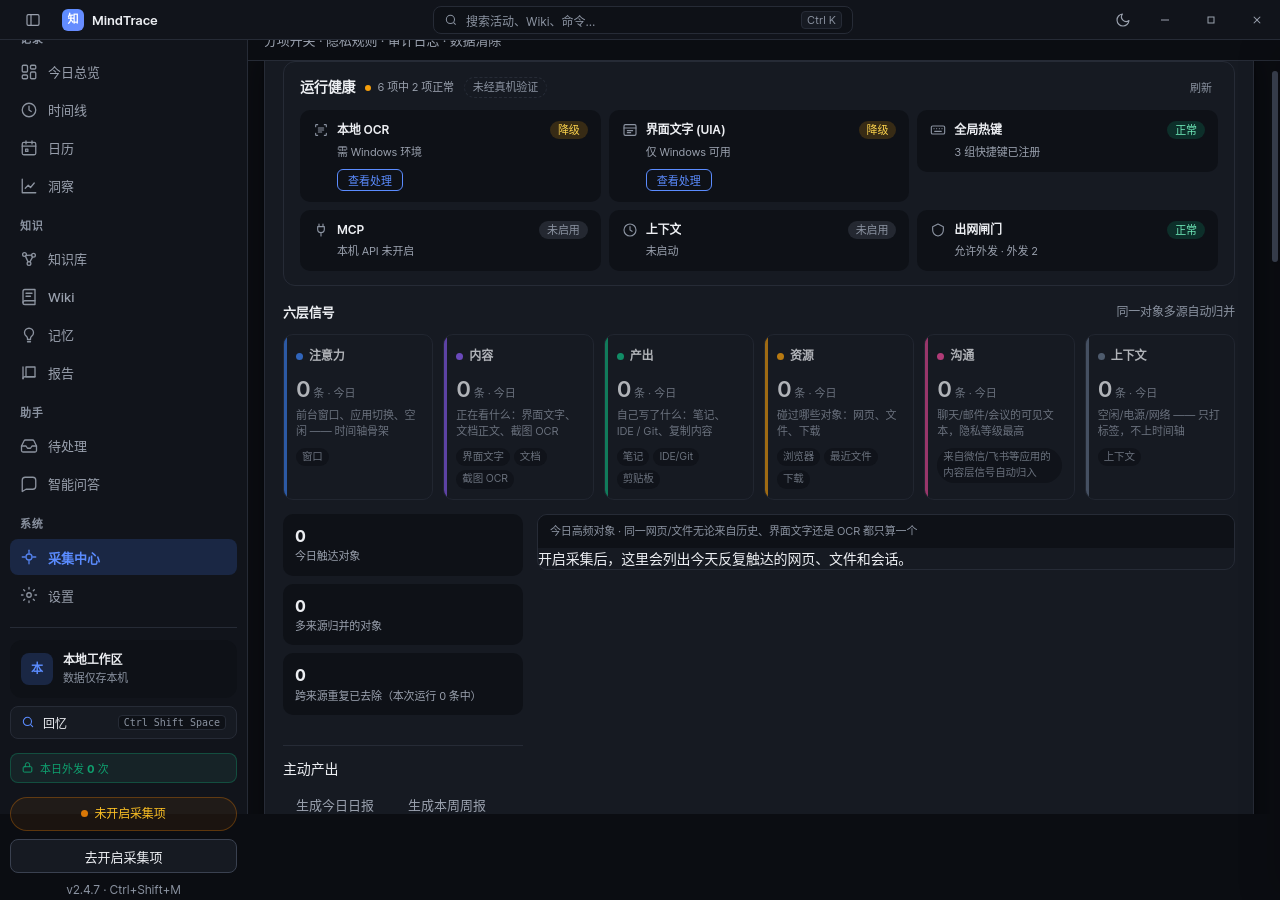 知 MindTrace
搜索活动、Wiki、命令...
Ctrl K
记录
今日总览
时间线
日历
洞察
知识
知识库
Wiki
记忆
报告
助手
待处理
智能问答
系统
采集中心
设置
本 本地工作区
数据仅存本机
回忆 Ctrl Shift Space
本日外发 0 次
未开启采集项
去开启采集项
v2.4.7 · Ctrl+Shift+M
分项开关 · 隐私规则 · 审计日志 · 数据清除
运行健康 6 项中 2 项正常 未经真机验证 刷新
本地 OCR 降级
需 Windows 环境
查看处理
界面文字 (UIA) 降级
仅 Windows 可用
查看处理
全局热键 正常
3 组快捷键已注册
MCP 未启用
本机 API 未开启
上下文 未启用
未启动
出网闸门 正常
允许外发 · 外发 2
六层信号 同一对象多源自动归并
注意力
0 条 · 今日
前台窗口、应用切换、空
闲 —— 时间轴骨架
窗口
内容
0 条 · 今日
正在看什么：界面文字、
文档正文、截图 OCR
界面文字 文档
截图 OCR
产出
0 条 · 今日
自己写了什么：笔记、
IDE / Git、复制内容
笔记 IDE/Git
剪贴板
资源
0 条 · 今日
碰过哪些对象：网页、文
件、下载
浏览器 最近文件
下载
沟通
0 条 · 今日
聊天/邮件/会议的可见文
本，隐私等级最高
来自微信/飞书等应用的
内容层信号自动归入
上下文
0 条 · 今日
空闲/电源/网络 —— 只打
标签，不上时间轴
上下文
0
今日触达对象
0
多来源归并的对象
0
跨来源重复已去除（本次运行 0 条中）
今日高频对象 · 同一网页/文件无论来自历史、界面文字还是 OCR 都只算一个
开启采集后，这里会列出今天反复触达的网页、文件和会话。
主动产出
生成今日日报 生成本周周报